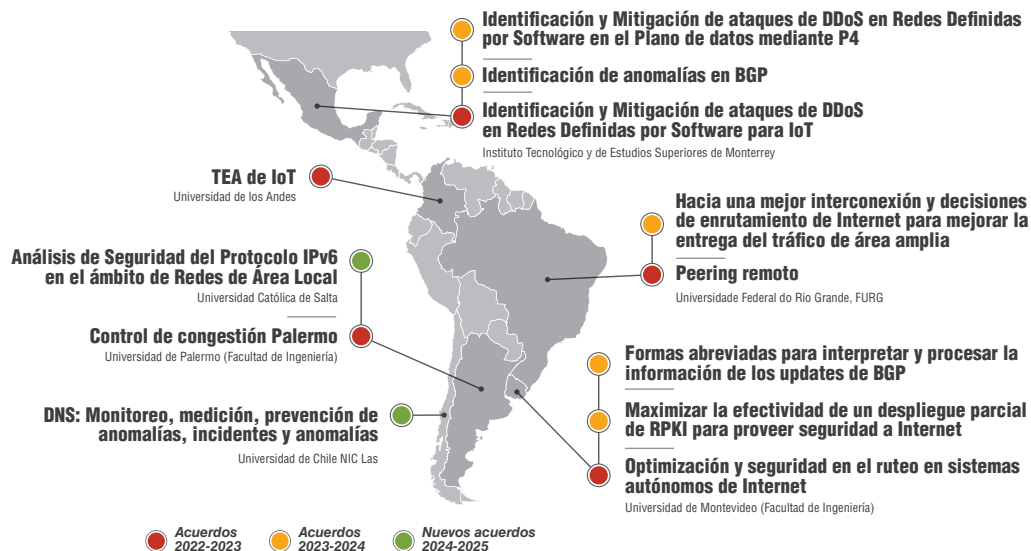 Identificación y Mitigación de ataques de DDoS en Redes Definidas
por Software en el Plano de datos mediante P4
Identificación de anomalías en BGP
Identificación y Mitigación de ataques de DDoS
en Redes Definidas por Software para IoT
Instituto Tecnológico y de Estudios Superiores de Monterrey
TEA de IoT
Universidad de los Andes
Hacia una mejor interconexión y decisiones
de enrutamiento de Internet para mejorar la
entrega del tráfico de área amplia
Peering remoto
Universidade Federal do Rio Grande, FURG
Análisis de Seguridad del Protocolo IPv6
en el ámbito de Redes de Área Local
Universidad Católica de Salta
Control de congestión Palermo
Universidad de Palermo (Facultad de Ingeniería)
DNS: Monitoreo, medición, prevención de
anomalías, incidentes y anomalías
Universidad de Chile NIC Las
Formas abreviadas para interpretar y procesar la
información de los updates de BGP
Maximizar la efectividad de un despliegue parcial
de RPKI para proveer seguridad a Internet
Optimización y seguridad en el ruteo en sistemas
autónomos de Internet
Universidad de Montevideo (Facultad de Ingeniería)
Acuerdos
2022-2023
Acuerdos
2023-2024
Nuevos acuerdos
2024-2025